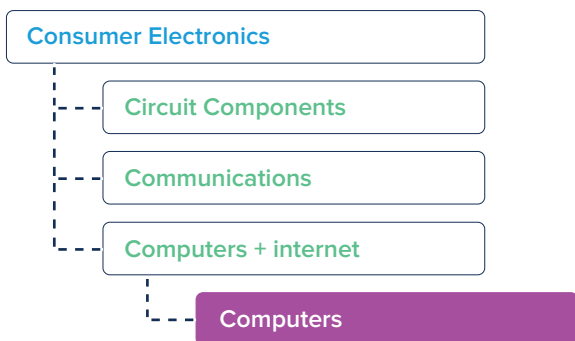 Consumer Electronics
Circuit Components
Communications
Computers + internet
Computers